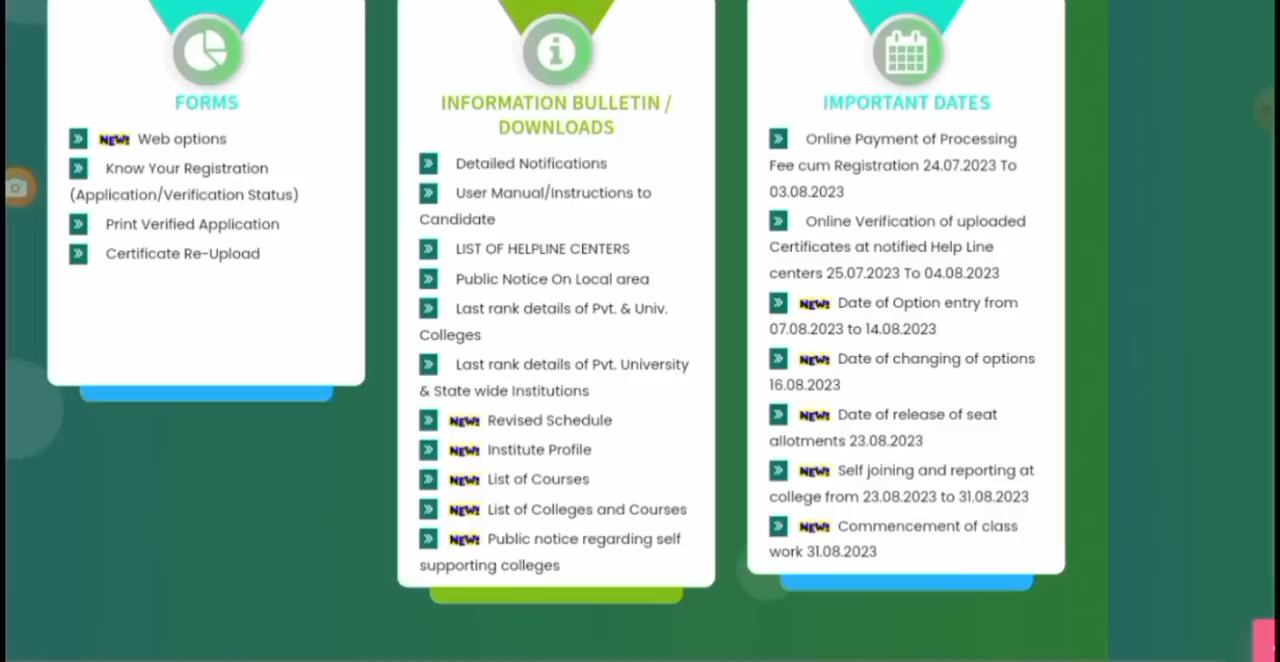 FORMS
NEW! Web options
Know Your Registration
(Application/Verification Status)
Print Verified Application
Certificate Re-Upload
INFORMATION BULLETIN /
DOWNLOADS
Detailed Notifications
User Manual/Instructions to
Candidate
LIST OF HELPLINE CENTERS
Public Notice On Local area
Last rank details of Pvt. & Univ.
Colleges
Last rank details of Pvt. University
& State wide Institutions
NEW! Revised Schedule
NEW! Institute Profile
NEW! List of Courses
NEW! List of Colleges and Courses
NEW! Public notice regarding self
supporting colleges
IMPORTANT DATES
Online Payment of Processing
Fee cum Registration 24.07.2023 To
03.08.2023
Online Verification of uploaded
Certificates at notified Help Line
centers 25.07.2023 To 04.08.2023
NEW! Date of Option entry from
07.08.2023 to 14.08.2023
NEW! Date of changing of options
16.08.2023
NEW! Date of release of seat
allotments 23.08.2023
NEW! Self joining and reporting at
college from 23.08.2023 to 31.08.2023
NEW! Commencement of class
work 31.08.2023